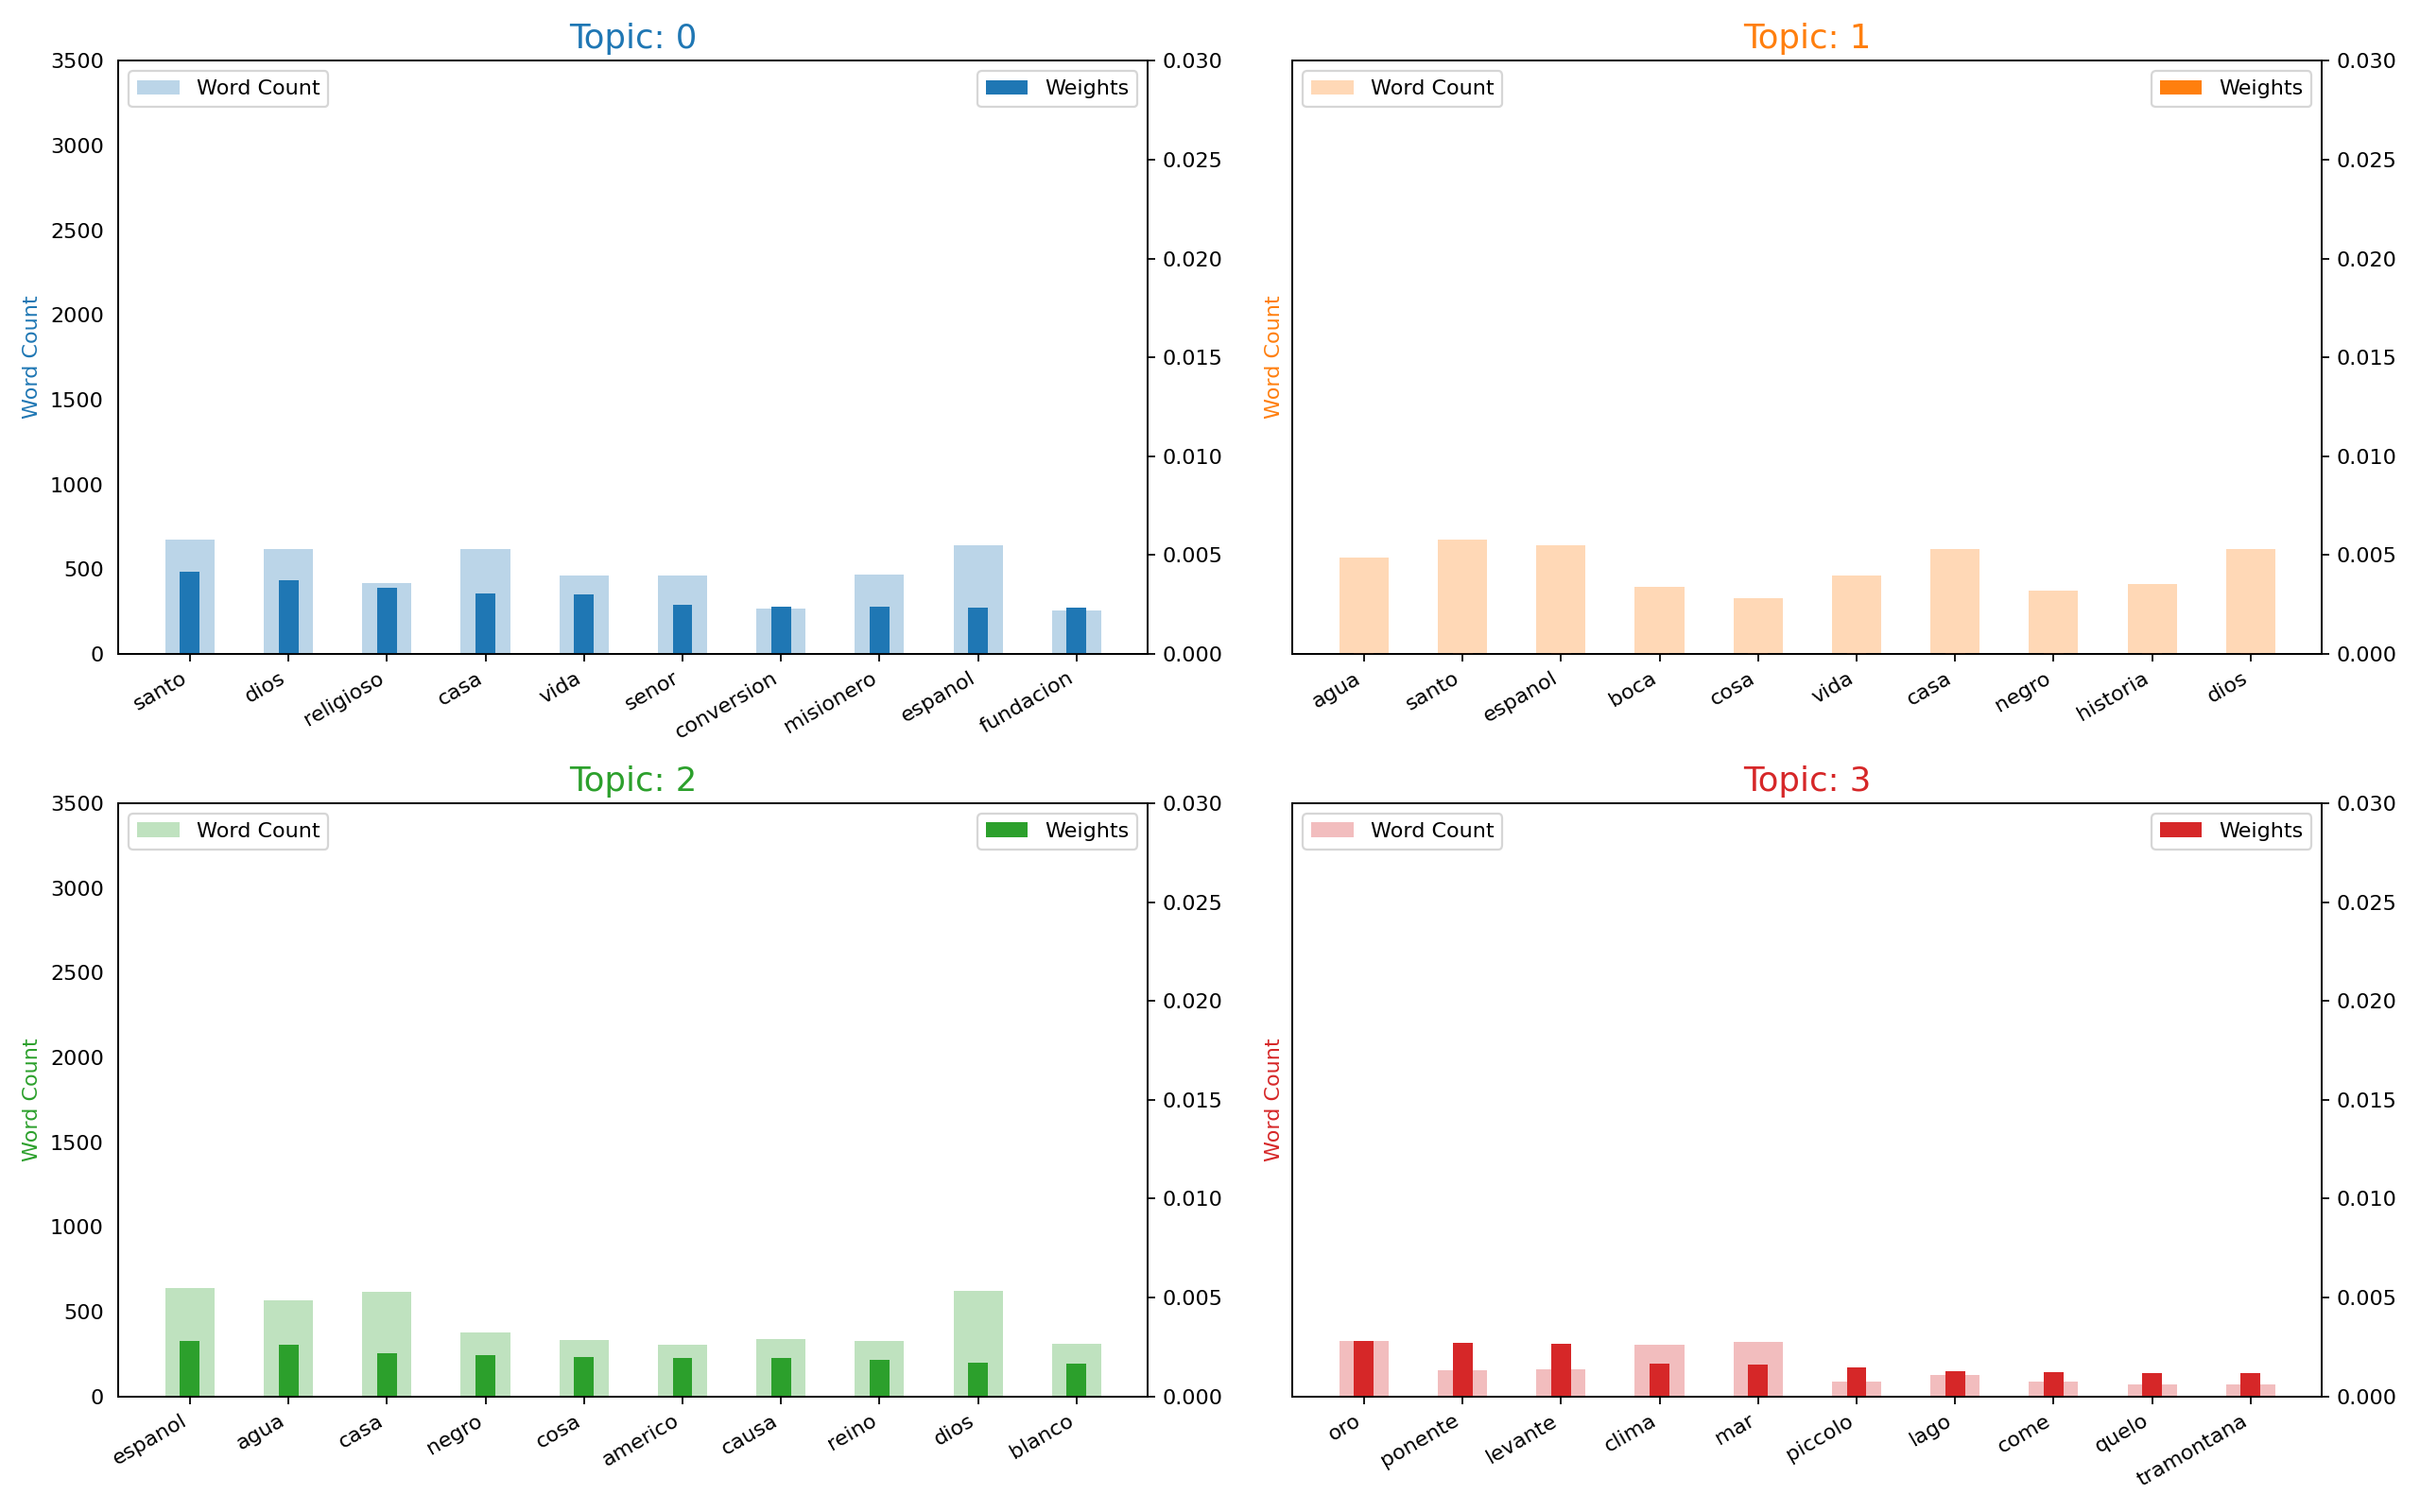 Topic: 0
3500
3000
2500
2000
1500
1000
500
0
Word Count
Word Count
Weights
0.030
0.025
0.020
0.015
0.010
0.005
0.000
santo
dios
religioso
casa
vida
senor
conversion
misionero
espanol
fundacion
Topic: 1
Word Count
Word Count
Weights
0.030
0.025
0.020
0.015
0.010
0.005
0.000
agua
santo
espanol
boca
cosa
vida
casa
negro
historia
dios
Topic: 2
3500
3000
2500
2000
1500
1000
500
0
Word Count
Word Count
Weights
0.030
0.025
0.020
0.015
0.010
0.005
0.000
espanol
agua
casa
negro
cosa
americo
causa
reino
dios
blanco
Topic: 3
Word Count
Word Count
Weights
0.030
0.025
0.020
0.015
0.010
0.005
0.000
oro
ponente
levante
clima
mar
piccolo
lago
come
quelo
tramontana